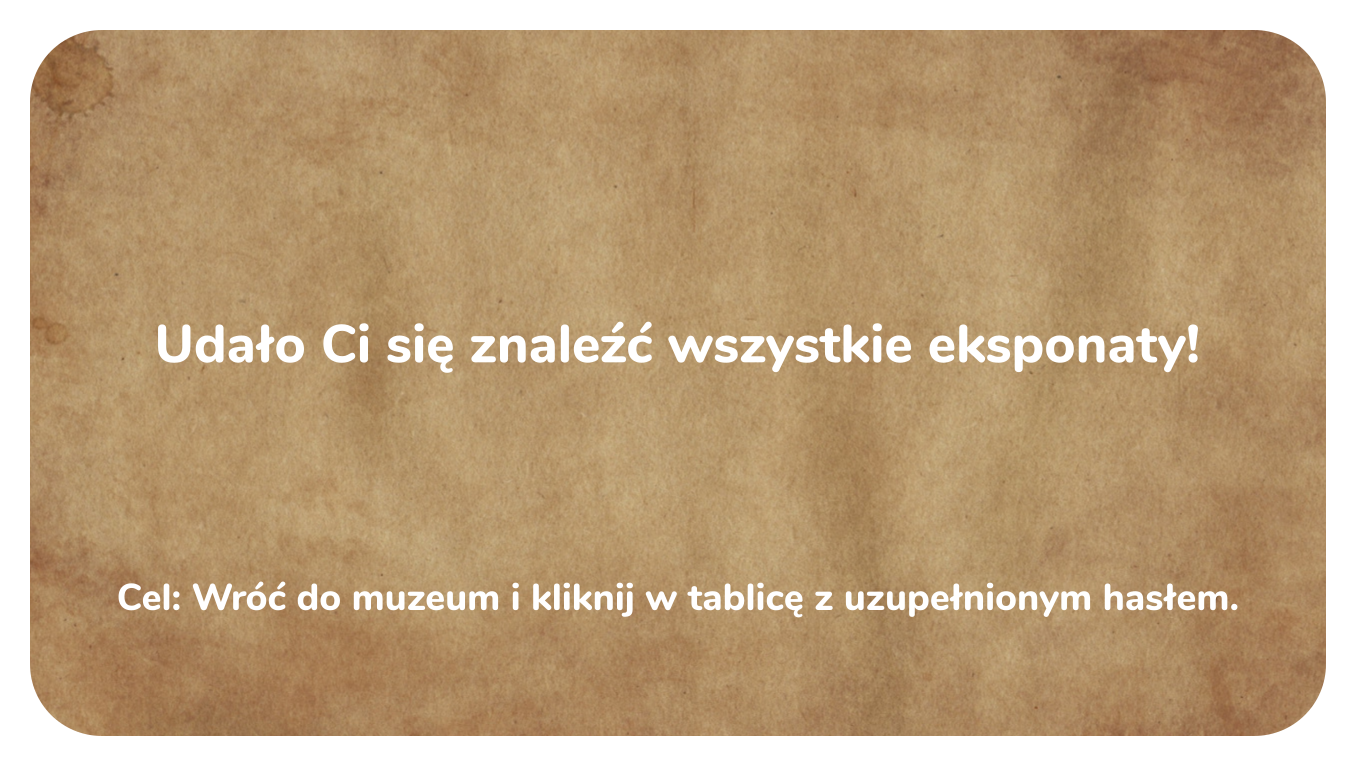 Udało Ci się znaleźć wszystkie eksponaty!
Cel: Wróć do muzeum i kliknij w tablicę z uzupełnionym hasłem.